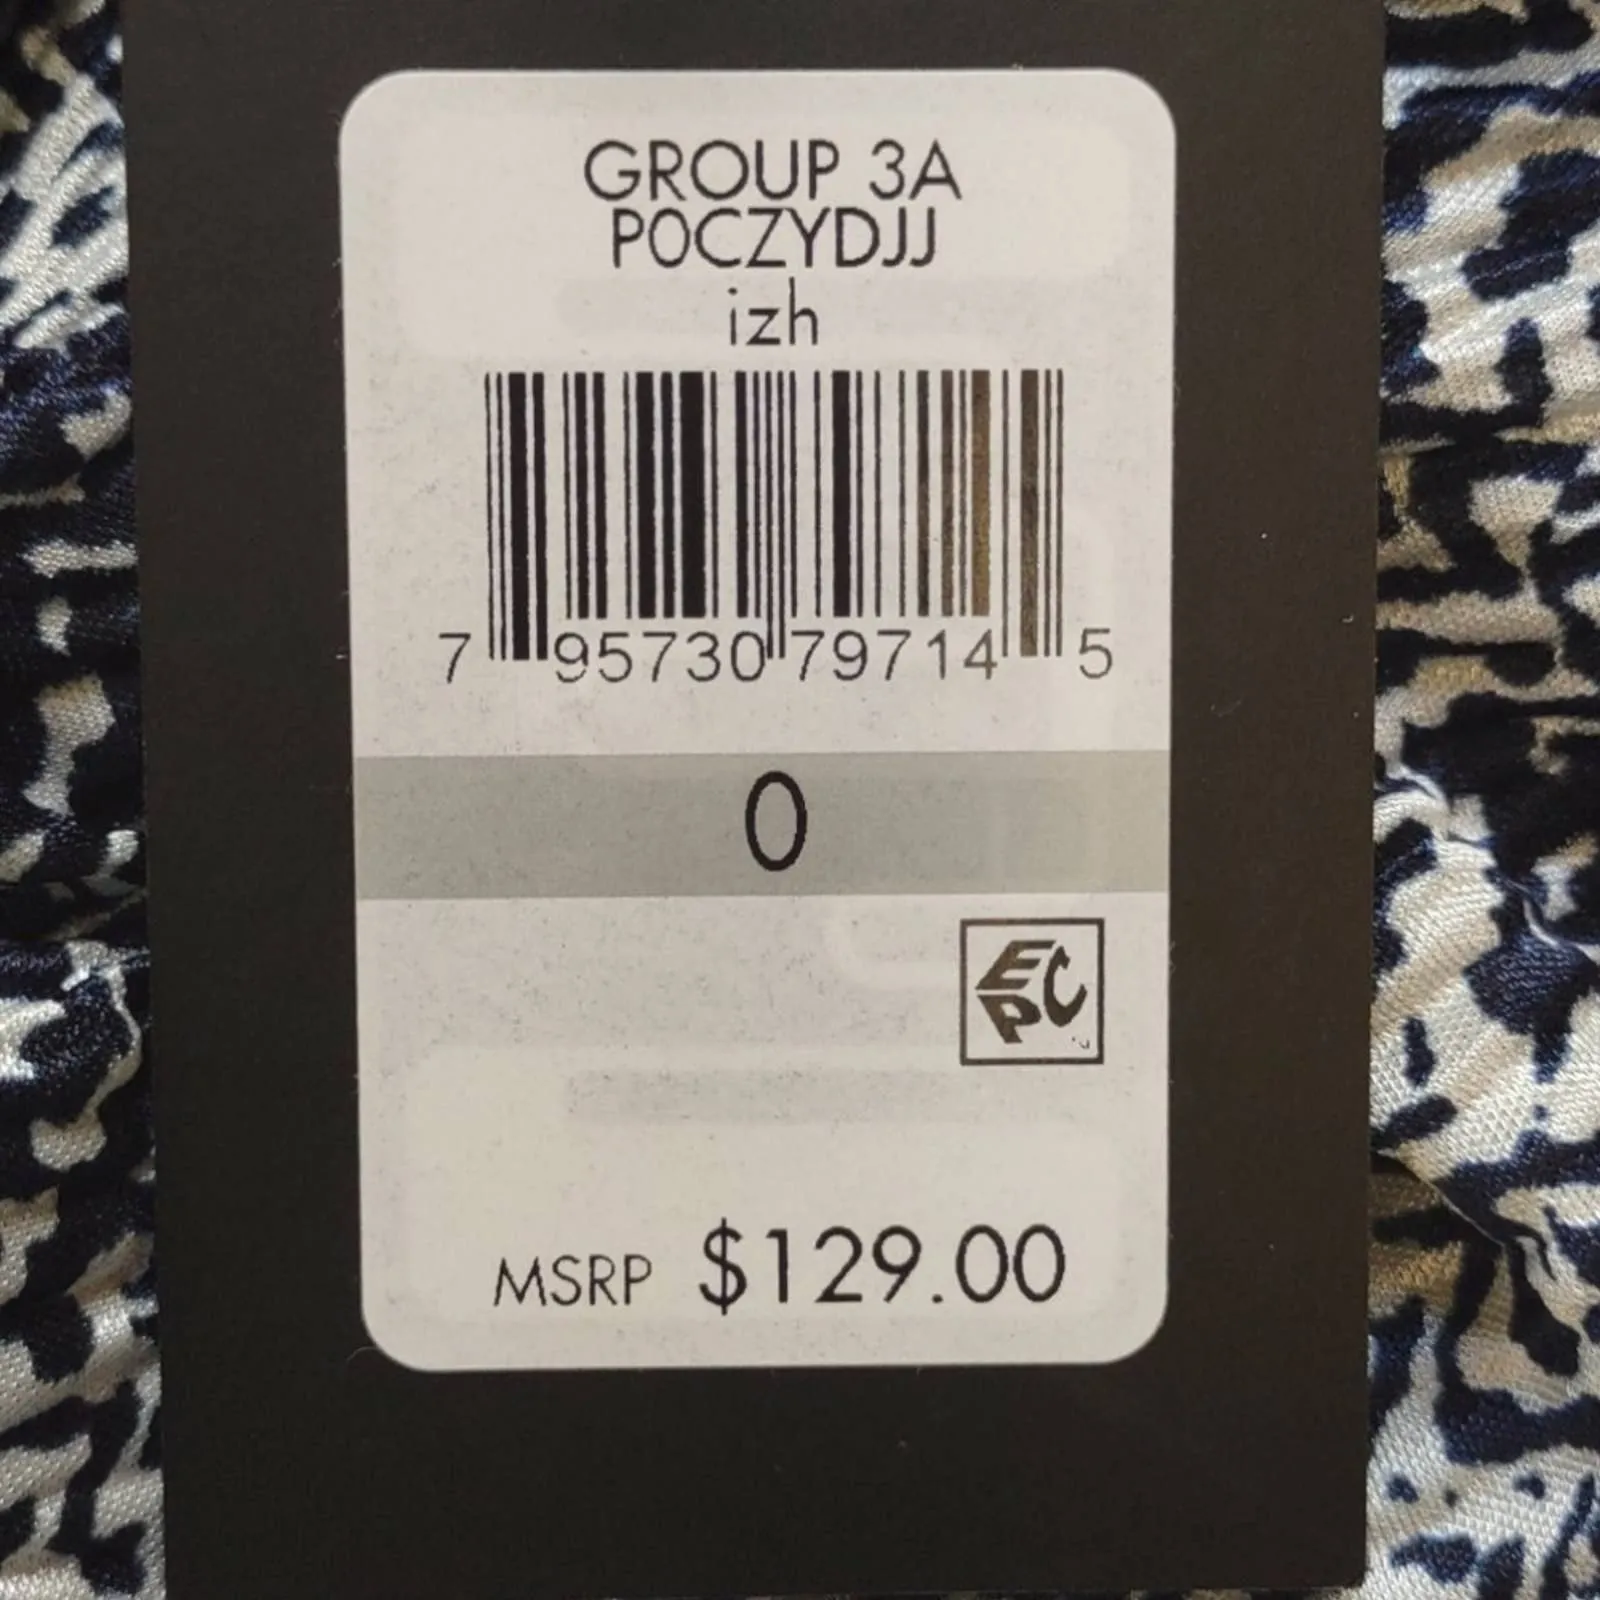 GROUP 3A
P0CZYDJJ
izh
7 95730 79714 5
0
EPC
MSRP $129.00